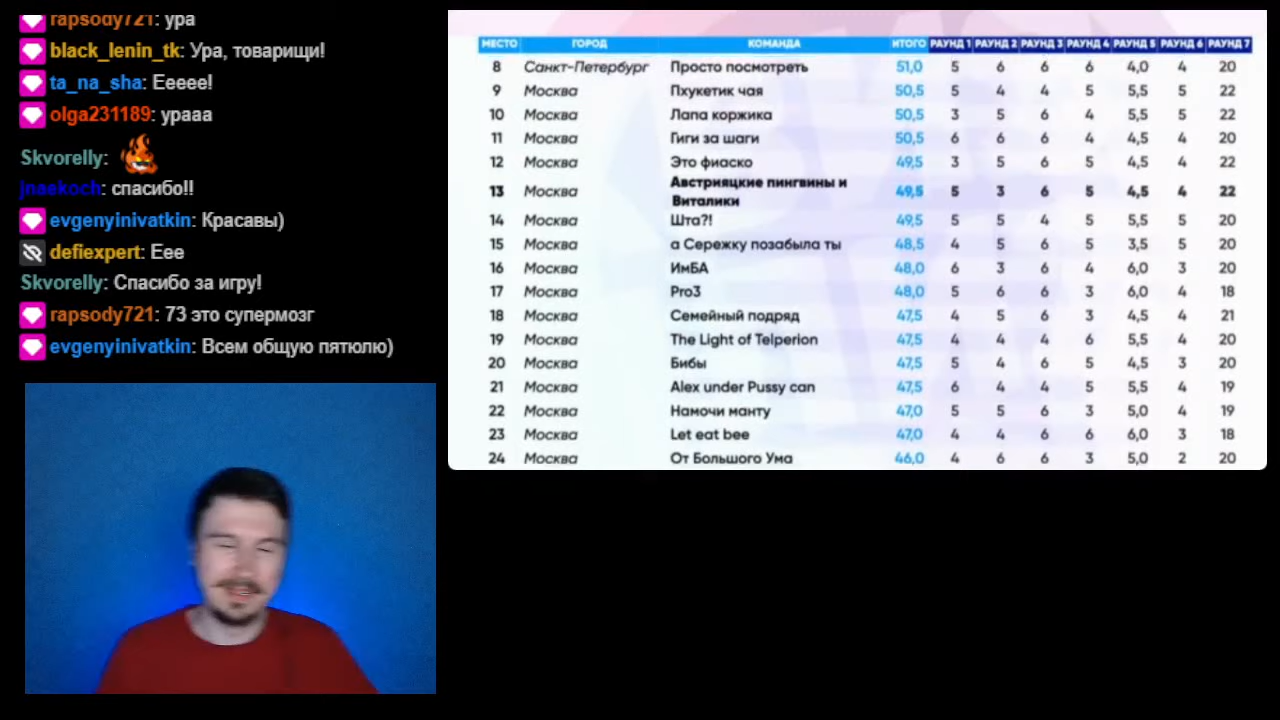 rapsody721: ура
black_lenin_tk: Ура, товарищи!
ta_na_sha: Еееее!
olga231189: урааа
Skvorelly:
jnaekoch: спасибо!!
evgenyinivatkin: Красавы)
defiexpert: Еее
Skvorelly: Спасибо за игру!
rapsody721: 73 это супермозг
evgenyinivatkin: Всем общую пятюлю)
МЕСТО ГОРОД КОМАНДА ИТОГО РАУНД 1 РАУНД 2 РАУНД 3 РАУНД 4 РАУНД 5 РАУНД 6 РАУНД 7
8 Санкт-Петербург Просто посмотреть 51,0 5 6 6 6 4,0 4 20
9 Москва Пхукетик чая 50,5 5 4 4 5 5,5 5 22
10 Москва Лапа коржика 50,5 3 5 6 4 5,5 5 22
11 Москва Гиги за шаги 50,5 6 6 6 4 4,5 4 20
12 Москва Это фиаско 49,5 3 5 6 5 4,5 4 22
13 Москва Австрияцкие пингвины и Виталики 49,5 5 3 6 5 4,5 4 22
14 Москва Шта?! 49,5 5 5 4 5 5,5 5 20
15 Москва а Сережку позабыла ты 48,5 4 5 6 5 3,5 5 20
16 Москва ИмБА 48,0 6 3 6 4 6,0 3 20
17 Москва Pro3 48,0 5 6 6 3 6,0 4 18
18 Москва Семейный подряд 47,5 4 5 6 3 4,5 4 21
19 Москва The Light of Telperion 47,5 4 4 4 6 5,5 4 20
20 Москва Бибы 47,5 5 4 6 5 4,5 3 20
21 Москва Alex under Pussy can 47,5 6 4 4 5 5,5 4 19
22 Москва Намочи манту 47,0 5 5 6 3 5,0 4 19
23 Москва Let eat bee 47,0 4 4 6 6 6,0 3 18
24 Москва От Большого Ума 46,0 4 6 6 3 5,0 2 20